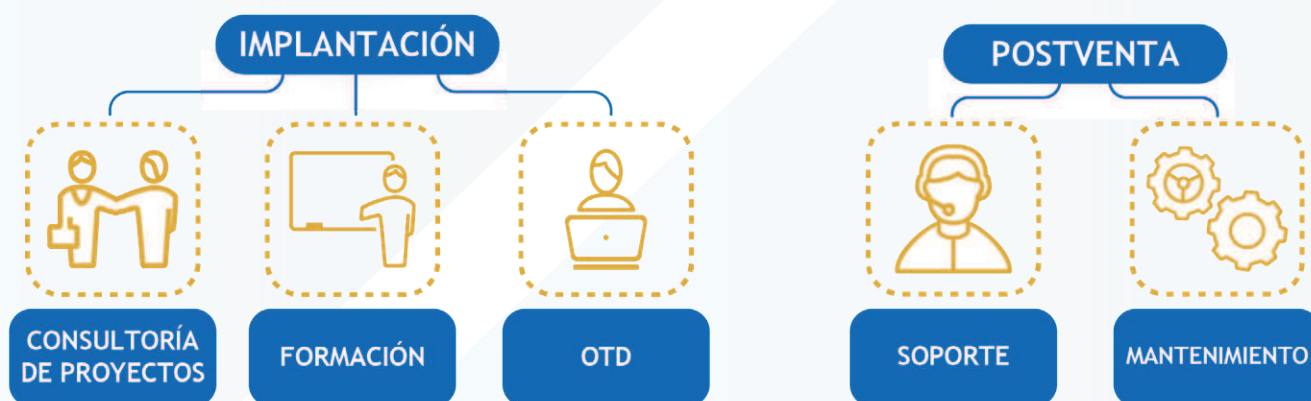 IMPLANTACIÓN
CONSULTORÍA
DE PROYECTOS
FORMACIÓN
OTD
POSTVENTA
SOPORTE
MANTENIMIENTO